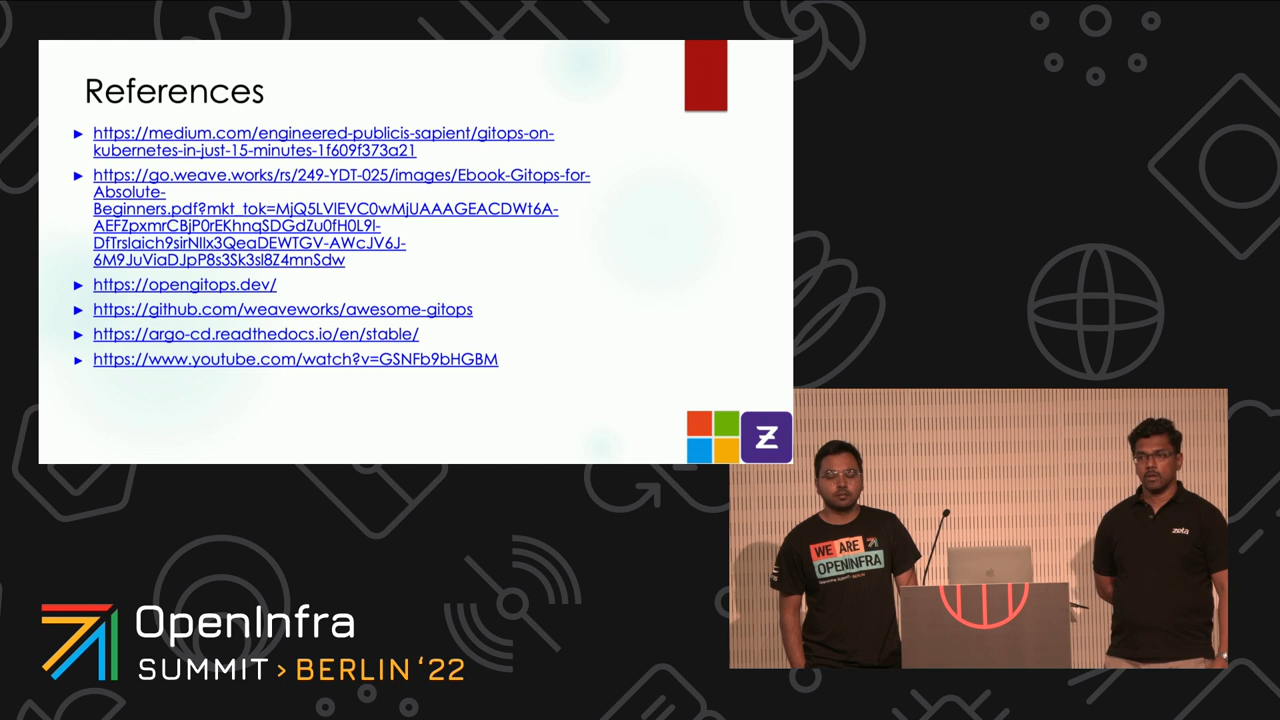 References
► https://medium.com/engineered-publicis-sapient/gitops-on-
kubernetes-in-just-15-minutes-1f609f373a21
► https://go.weave.works/rs/249-YDT-025/images/Ebook-Gitops-for-
Absolute-
Beginners.pdf?mkt_tok=MjQ5LVlEVC0wMjUAAAGEACDWt6A-
AEFZpxmrCBjP0rEKhnqSDGdZu0fH0L9I-
DfTrsIaich9sirNIlx3QeaDEWTGV-AWcJV6J-
6M9JuViaDJpP8s3Sk3sl8Z4mnSdw
► https://opengitops.dev/
► https://github.com/weaveworks/awesome-gitops
► https://argo-cd.readthedocs.io/en/stable/
► https://www.youtube.com/watch?v=GSNFb9bHGBM
Z
WE ARE
OPENINFRA
zeta
OpenInfra
SUMMIT > BERLIN '22